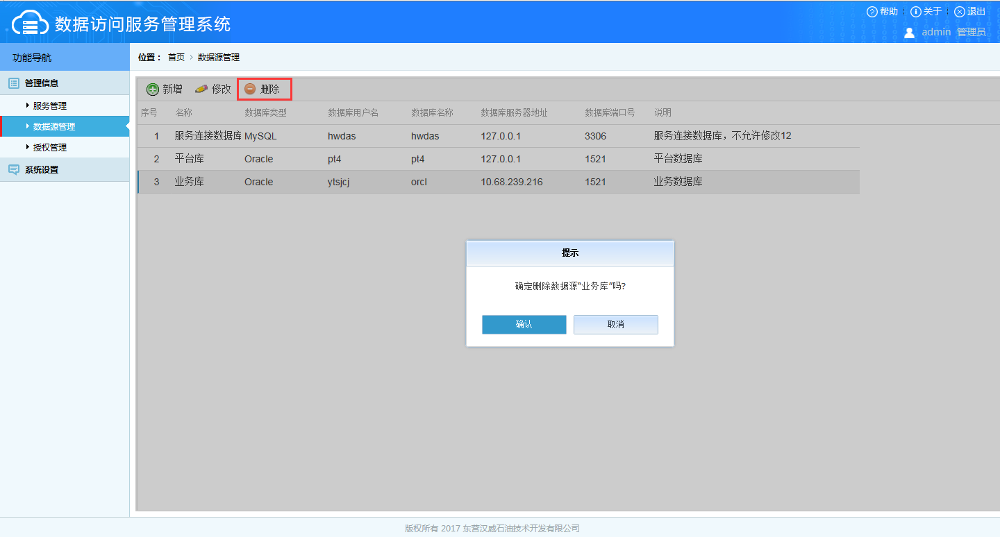 数据访问服务管理系统
帮助 关于 退出
admin 管理员
功能导航
位置： 首页 › 数据源管理
管理信息
服务管理
数据源管理
授权管理
系统设置
新增 修改 删除
序号 名称 数据库类型 数据库用户名 数据库名称 数据库服务器地址 数据库端口号 说明
1 服务连接数据库 MySQL hwdas hwdas 127.0.0.1 3306 服务连接数据库，不允许修改12
2 平台库 Oracle pt4 pt4 127.0.0.1 1521 平台数据库
3 业务库 Oracle ytsjcj orcl 10.68.239.216 1521 业务数据库
提示
确定删除数据源“业务库”吗?
确认 取消
版权所有 2017 东营汉威石油技术开发有限公司